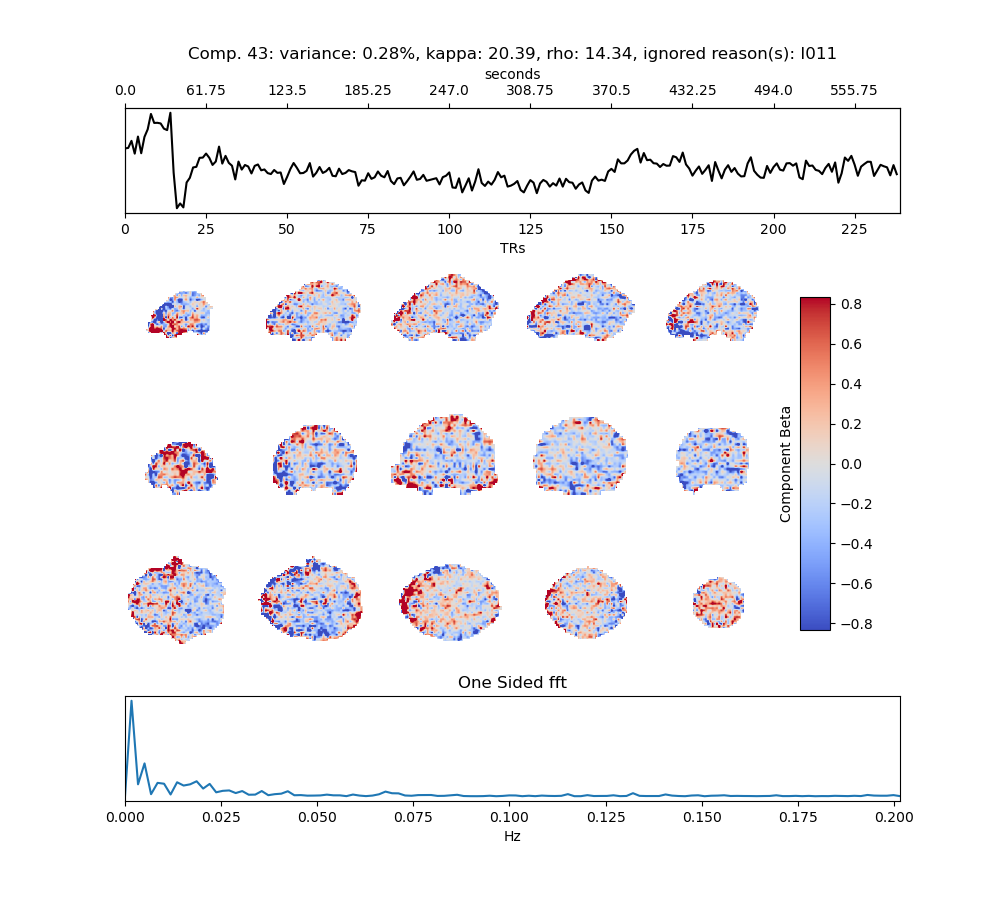 Comp. 43: variance: 0.28%, kappa: 20.39, rho: 14.34, ignored reason(s): I011
seconds
0.0 61.75 123.5 185.25 247.0 308.75 370.5 432.25 494.0 555.75
0 25 50 75 100 125 150 175 200 225
TRs
0.8
0.6
0.4
0.2
0.0
−0.2
−0.4
−0.6
−0.8
Component Beta
One Sided fft
0.000 0.025 0.050 0.075 0.100 0.125 0.150 0.175 0.200
Hz